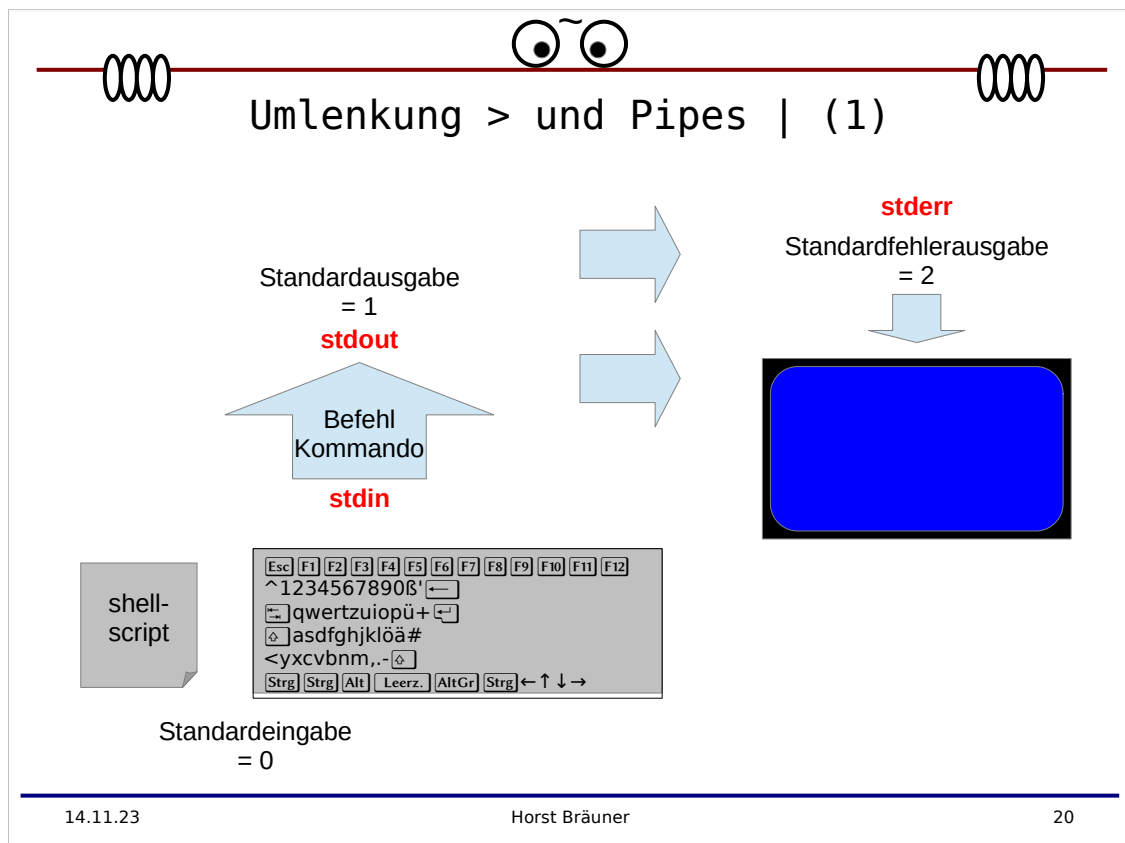 ~
Umlenkung > und Pipes | (1)
stderr
Standardfehlerausgabe
= 2
Standardausgabe
= 1
stdout
Befehl
Kommando
stdin
shell-
script
Esc F1 F2 F3 F4 F5 F6 F7 F8 F9 F10 F11 F12
^1234567890ß'←
↹qwertzuiopü+↵
⇧asdfghjklöä#
<yxcvbnm,.-⇧
Strg Strg Alt Leerz. AltGr Strg←↑↓→
Standardeingabe
= 0
14.11.23 Horst Bräuner 20